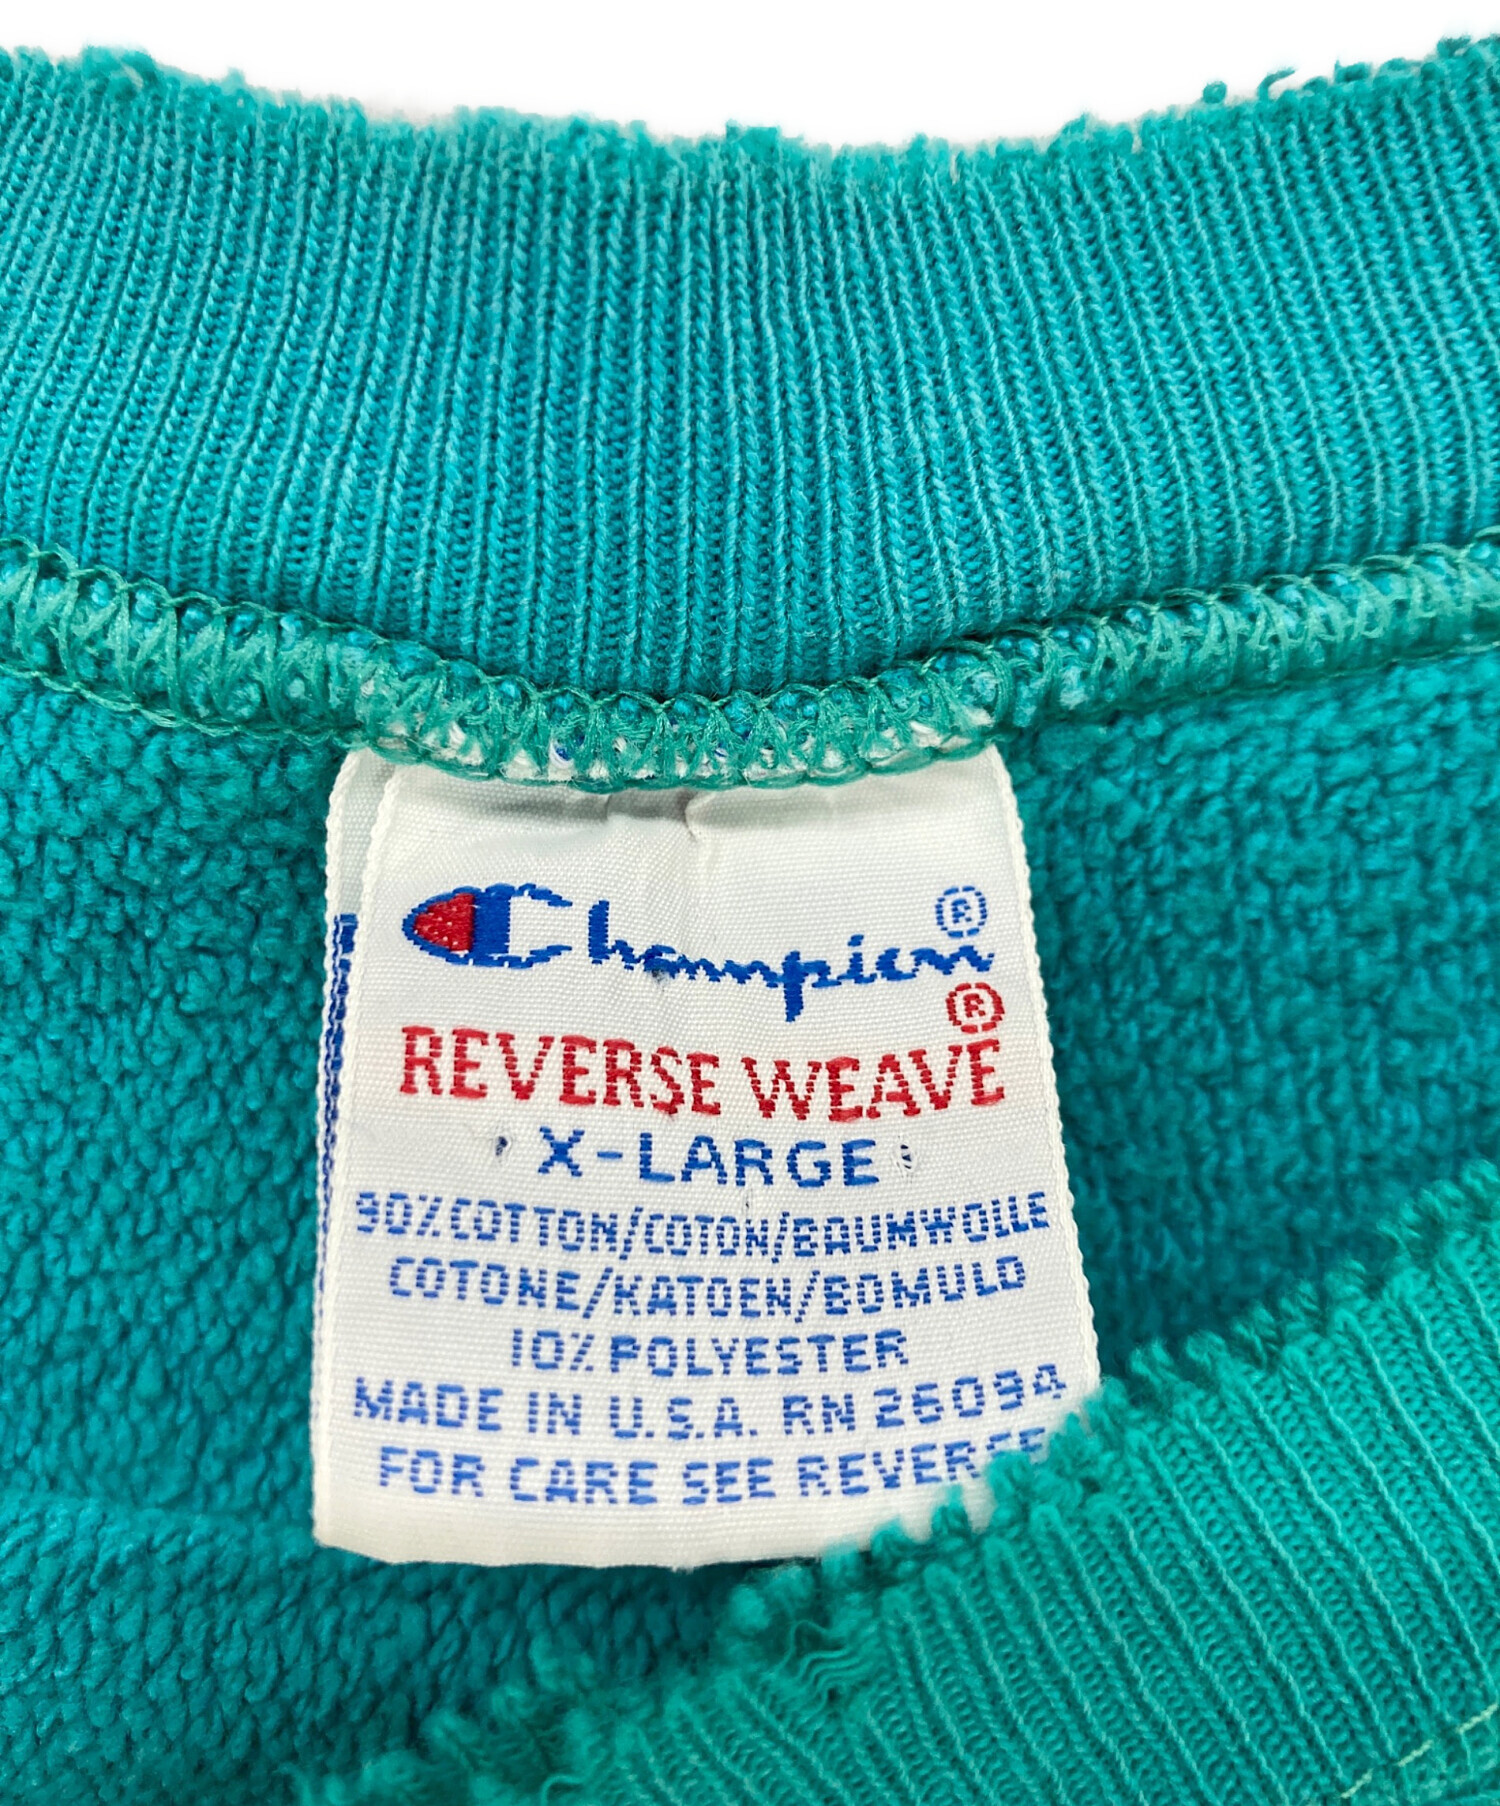 Champion ®
®
REVERSE WEAVE
X-LARGE
90% COTTON/COTON/BAUMWOLLE
COTONE/KATOEN/BOMULD
10% POLYESTER
MADE IN U.S.A. RN 26094
FOR CARE SEE REVERSE